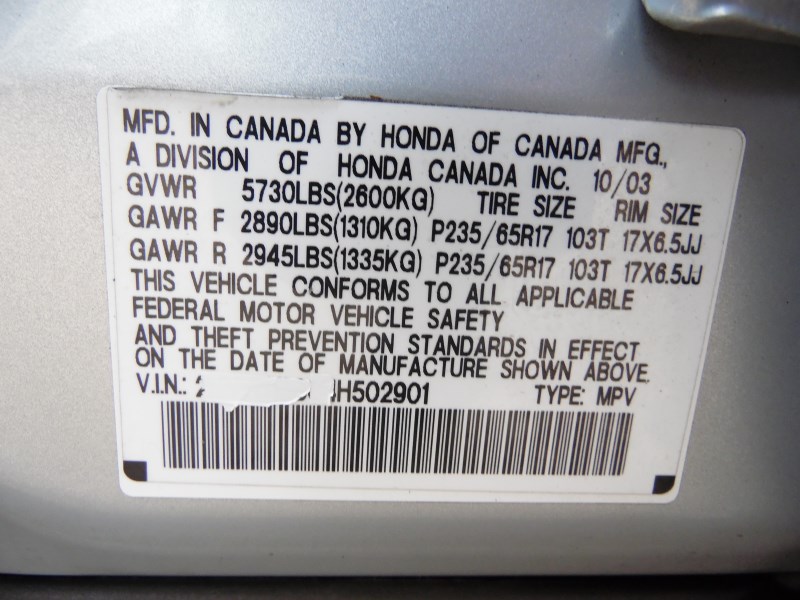 MFD. IN CANADA BY HONDA OF CANADA MFG.,
A DIVISION OF HONDA CANADA INC. 10/03
GVWR 5730LBS(2600KG) TIRE SIZE RIM SIZE
GAWR F 2890LBS(1310KG) P235/65R17 103T 17X6.5JJ
GAWR R 2945LBS(1335KG) P235/65R17 103T 17X6.5JJ
THIS VEHICLE CONFORMS TO ALL APPLICABLE
FEDERAL MOTOR VEHICLE SAFETY
AND THEFT PREVENTION STANDARDS IN EFFECT
ON THE DATE OF MANUFACTURE SHOWN ABOVE.
V.I.N.: H502901 TYPE: MPV